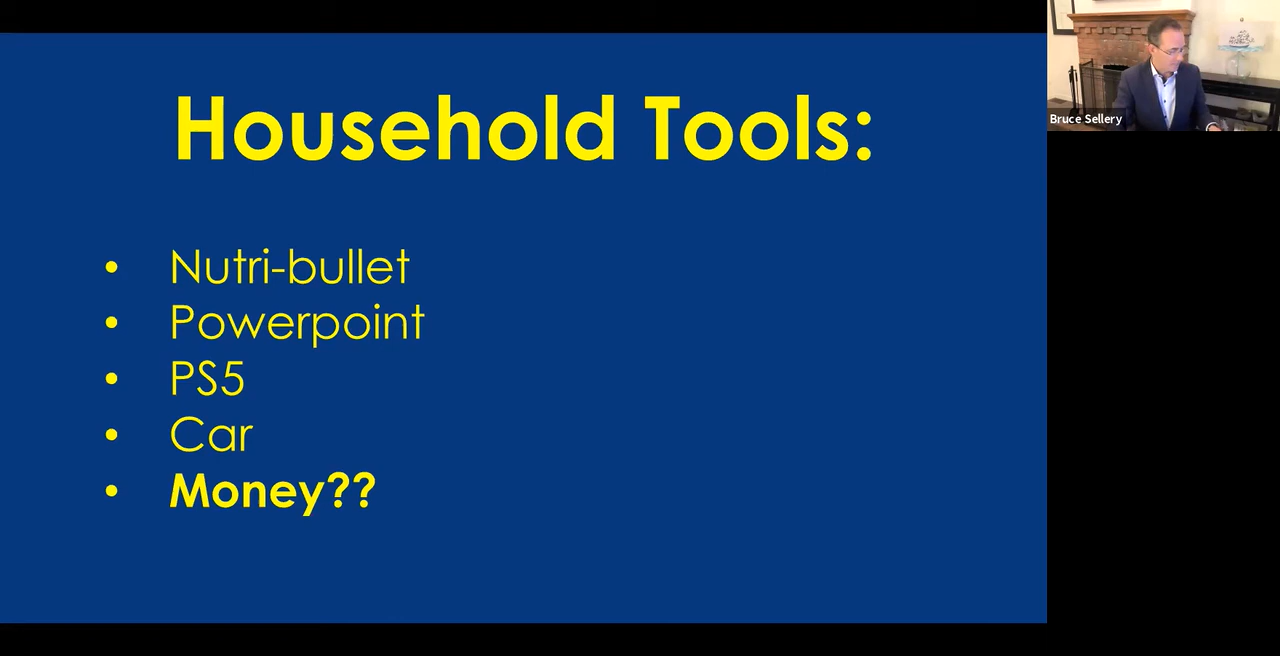 Household Tools:
• Nutri-bullet
• Powerpoint
• PS5
• Car
• Money??
Bruce Sellery